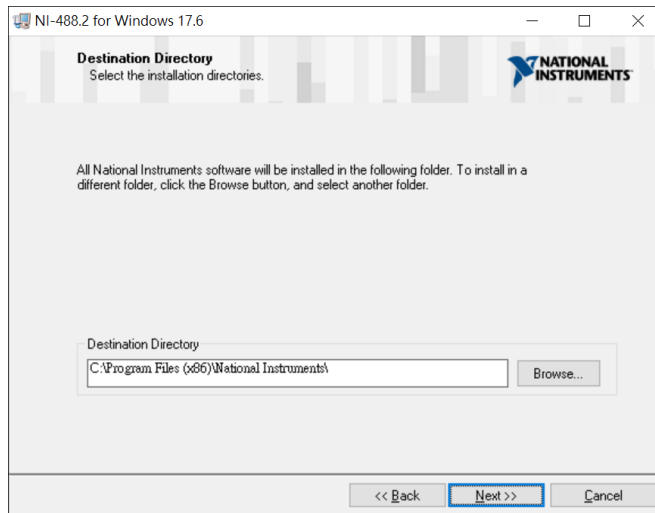 NI-488.2 for Windows 17.6
Destination Directory
Select the installation directories.
NATIONAL
INSTRUMENTS
All National Instruments software will be installed in the following folder. To install in a
different folder, click the Browse button, and select another folder.
Destination Directory
C:\Program Files (x86)\National Instruments\
Browse...
<< Back
Next >>
Cancel